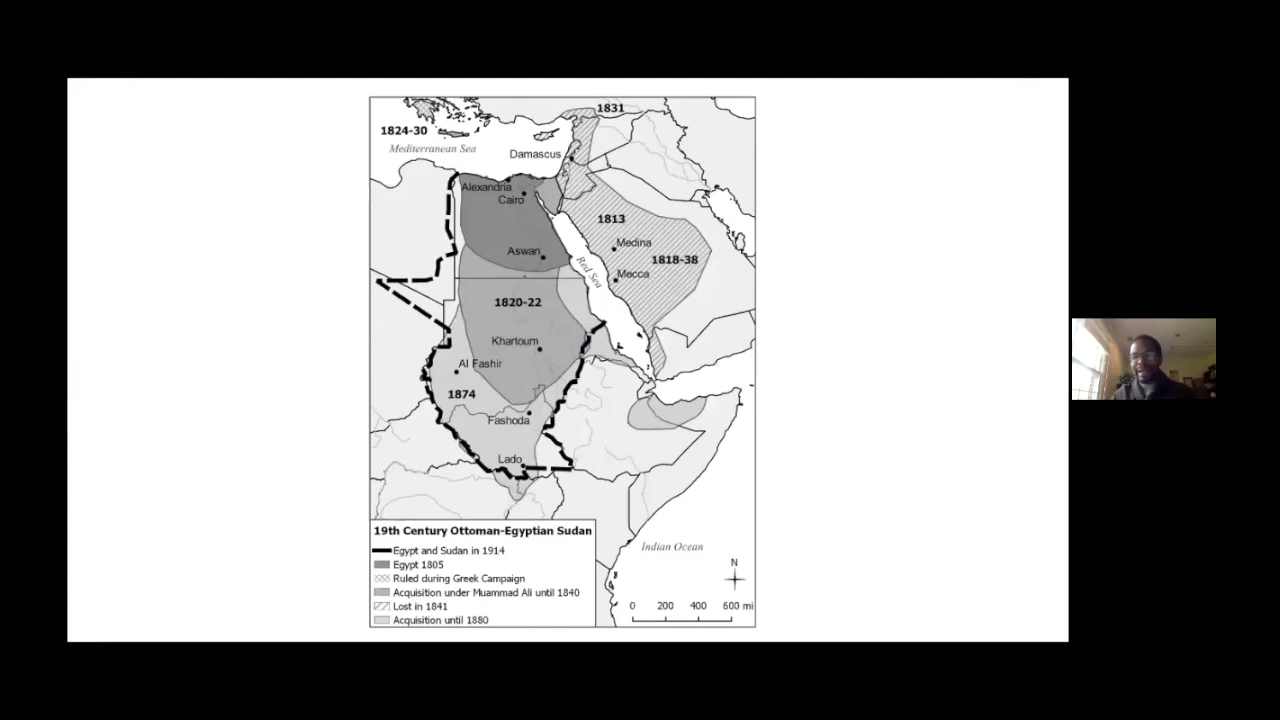 1831
1824-30
Mediterranean Sea
Damascus
Alexandria
Cairo
1813
Medina
Aswan
1818-38
Red Sea
Mecca
1820-22
Khartoum
Al Fashir
1874
Fashoda
Lado
19th Century Ottoman-Egyptian Sudan
Egypt and Sudan in 1914
Egypt 1805
Ruled during Greek Campaign
Acquisition under Muammad Ali until 1840
Lost in 1841
Acquisition until 1880
Indian Ocean
N
0 200 400 600 mi